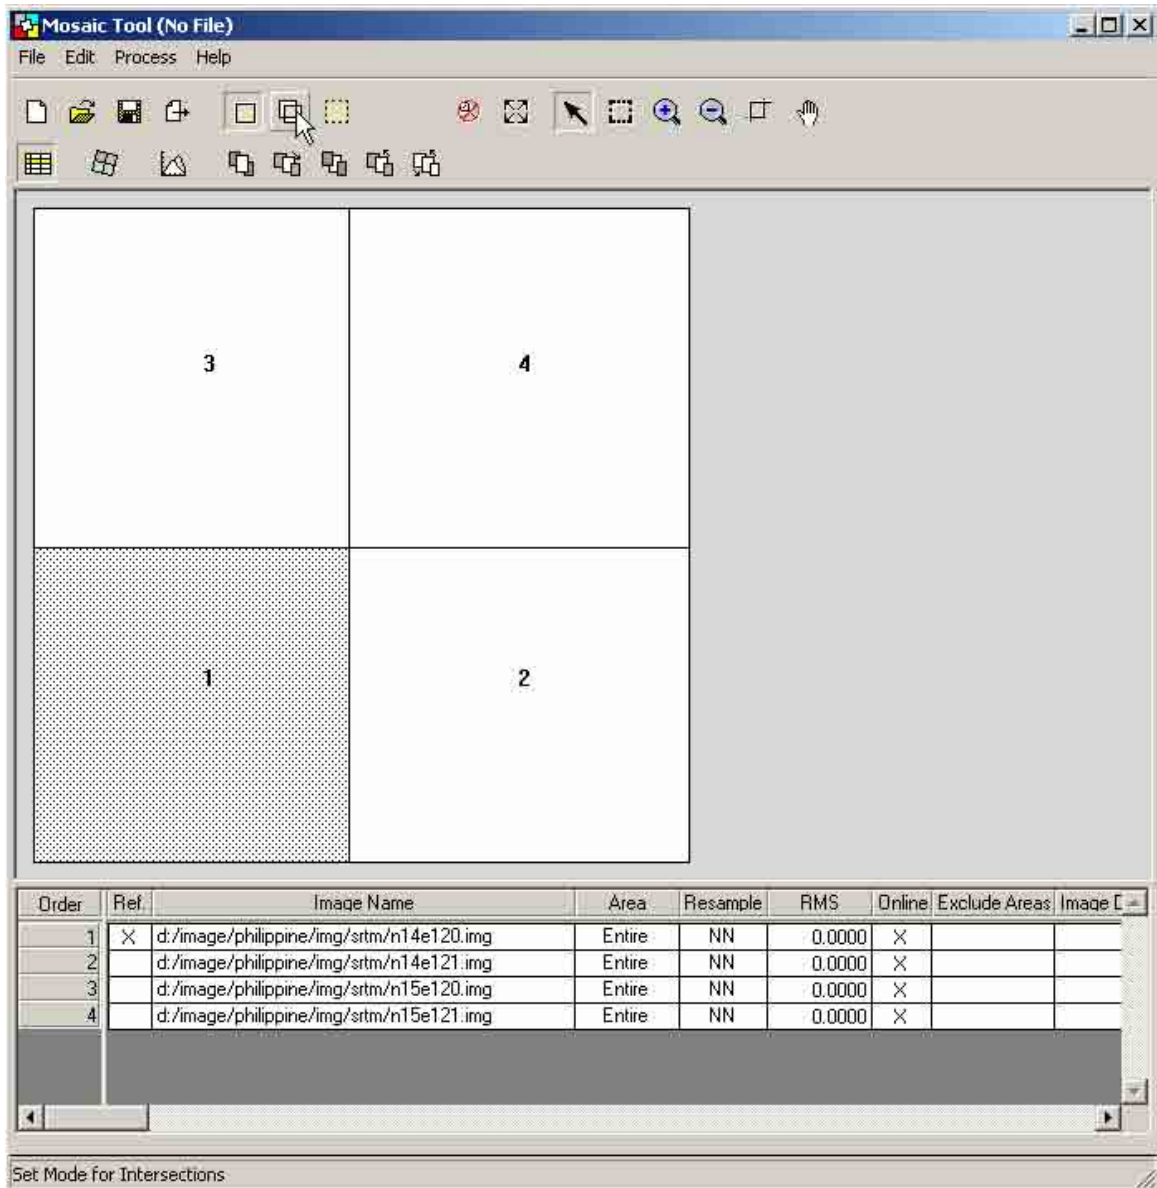 Mosaic Tool (No File)
File Edit Process Help
3 4
1 2
Order Ref. Image Name Area Resample RMS Online Exclude Areas Image
1 X d:/image/philippine/img/srtm/n14e120.img Entire NN 0.0000 X
2 d:/image/philippine/img/srtm/n14e121.img Entire NN 0.0000 X
3 d:/image/philippine/img/srtm/n15e120.img Entire NN 0.0000 X
4 d:/image/philippine/img/srtm/n15e121.img Entire NN 0.0000 X
Set Mode for Intersections